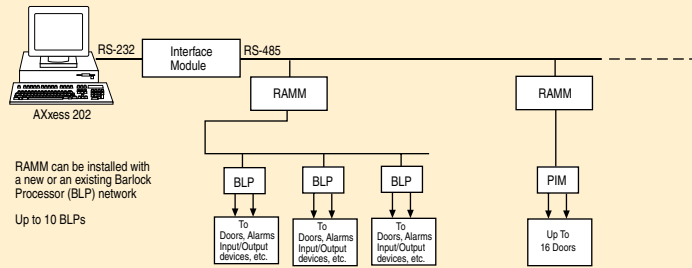 RS-232
Interface
Module
RS-485
AXxess 202
RAMM
RAMM
RAMM can be installed with
a new or an existing Barlock
Processor (BLP) network
Up to 10 BLPs
BLP
BLP
BLP
PIM
To
Doors, Alarms
Input/Output
devices, etc.
To
Doors, Alarms
Input/Output
devices, etc.
To
Doors, Alarms
Input/Output
devices, etc.
Up To
16 Doors